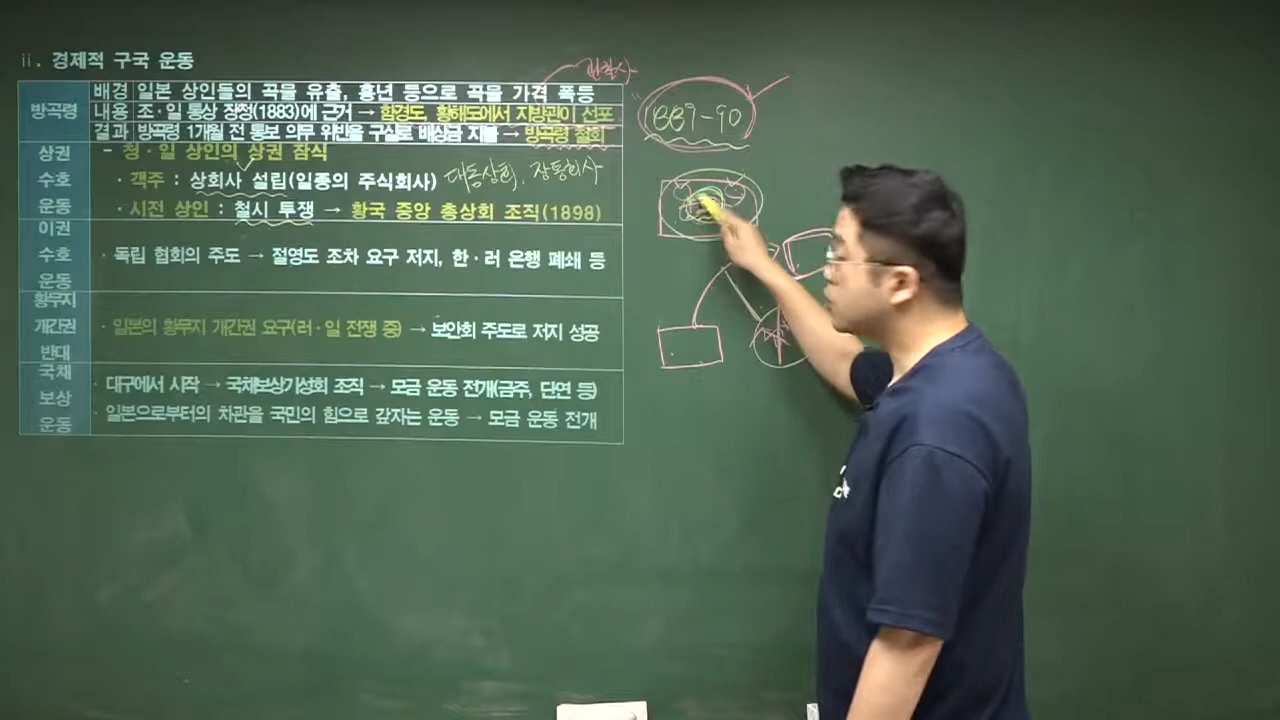 ⅱ. 경제적 구국 운동
관찰사
방곡령
배경 일본 상인들의 곡물 유출, 흉년 등으로 곡물 가격 폭등
내용 조·일 통상 장정(1883)에 근거 → 함경도, 황해도에서 지방관이 선포
결과 방곡령 1개월 전 통보 의무 위반을 구실로 배상금 지불 → 방곡령 철회
1889-90
상권
수호
운동
- 청·일 상인의 상권 잠식
· 객주 : 상회사 설립(일종의 주식회사) 대동상회, 장통회사
· 시전 상인 : 철시 투쟁 → 황국 중앙 총상회 조직(1898)
이권
수호
운동
· 독립 협회의 주도 → 절영도 조차 요구 저지, 한·러 은행 폐쇄 등
황무지
개간권
반대
· 일본의 황무지 개간권 요구(러·일 전쟁 중) → 보안회 주도로 저지 성공
국채
보상
운동
· 대구에서 시작 → 국채보상기성회 조직 → 모금 운동 전개(금주, 단연 등)
· 일본으로부터의 차관을 국민의 힘으로 갚자는 운동 → 모금 운동 전개